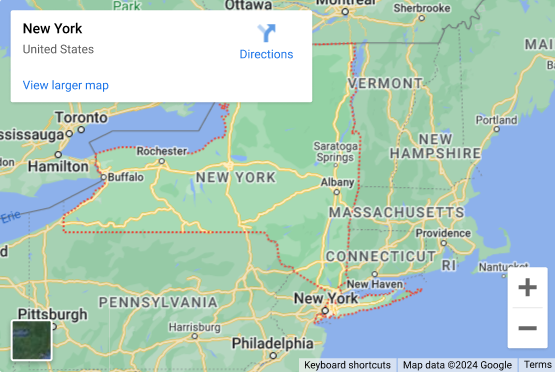 Park
Ottawa
Montreal
Sherbrooke
New York
United States
Directions
View larger map
MAI
VERMONT
Toronto
ssissauga
Portland
Rochester
Saratoga
Springs
NEW
HAMPSHIRE
Hamilton
Buffalo
NEW YORK
Albany
Erie
MASSACHUSETTS
Providence
CONNECTICUT
RI
Nantucket
New Haven
PENNSYLVANIA
New York
Pittsburgh
Harrisburg
Philadelphia
+
−
Keyboard shortcuts
Map data ©2024 Google
Terms